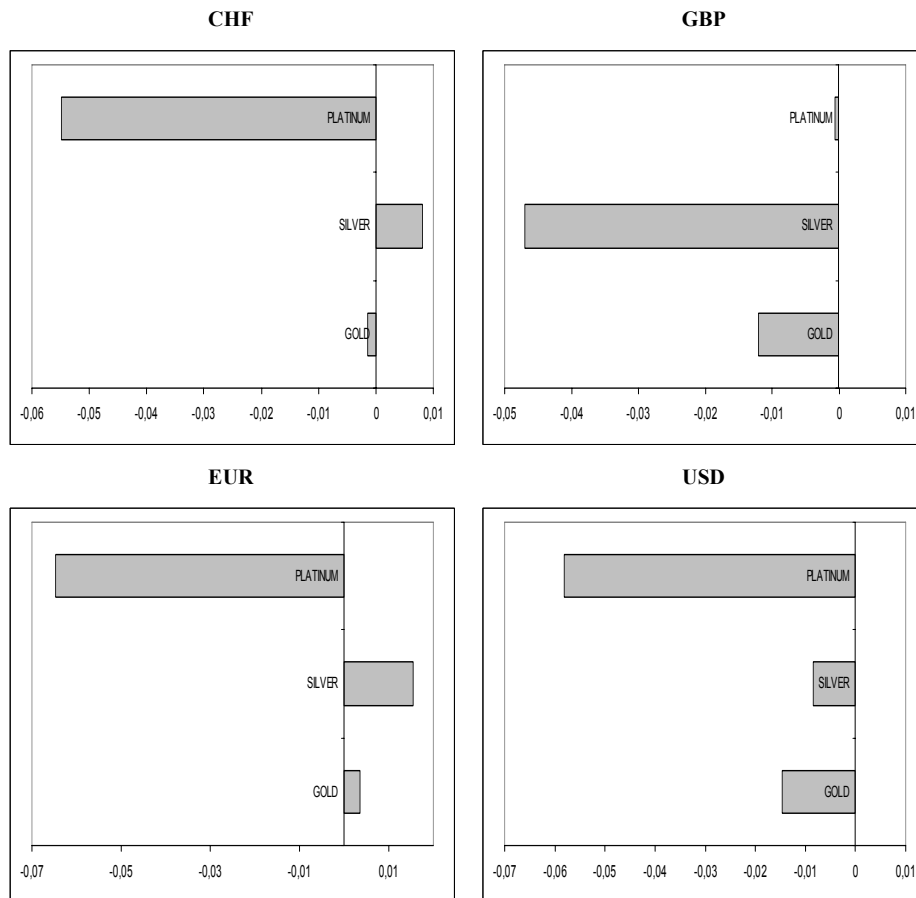 CHF
PLATINUM
SILVER
GOLD
-0,06 -0,05 -0,04 -0,03 -0,02 -0,01 0 0,01
GBP
PLATINUM
SILVER
GOLD
-0,05 -0,04 -0,03 -0,02 -0,01 0 0,01
EUR
PLATINUM
SILVER
GOLD
-0,07 -0,05 -0,03 -0,01 0,01
USD
PLATINUM
SILVER
GOLD
-0,07 -0,06 -0,05 -0,04 -0,03 -0,02 -0,01 0 0,01